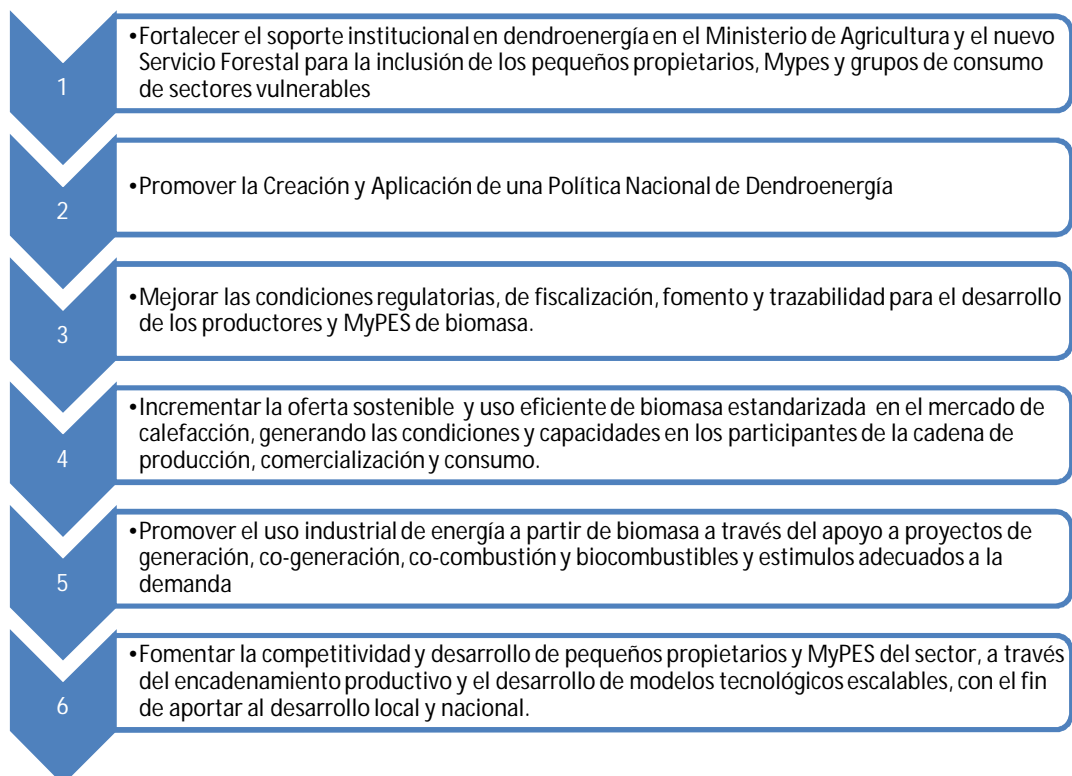 1
•Fortalecer el soporte institucional en dendroenergía en el Ministerio de Agricultura y el nuevo
Servicio Forestal para la inclusión de los pequeños propietarios, Mypes y grupos de consumo
de sectores vulnerables
2
•Promover la Creación y Aplicación de una Política Nacional de Dendroenergía
3
•Mejorar las condiciones regulatorias, de fiscalización, fomento y trazabilidad para el desarrollo
de los productores y MyPES de biomasa.
4
•Incrementar la oferta sostenible y uso eficiente de biomasa estandarizada en el mercado de
calefacción, generando las condiciones y capacidades en los participantes de la cadena de
producción, comercialización y consumo.
5
•Promover el uso industrial de energía a partir de biomasa a través del apoyo a proyectos de
generación, co-generación, co-combustión y biocombustibles y estimulos adecuados a la
demanda
6
•Fomentar la competitividad y desarrollo de pequeños propietarios y MyPES del sector, a través
del encadenamiento productivo y el desarrollo de modelos tecnológicos escalables, con el fin
de aportar al desarrollo local y nacional.